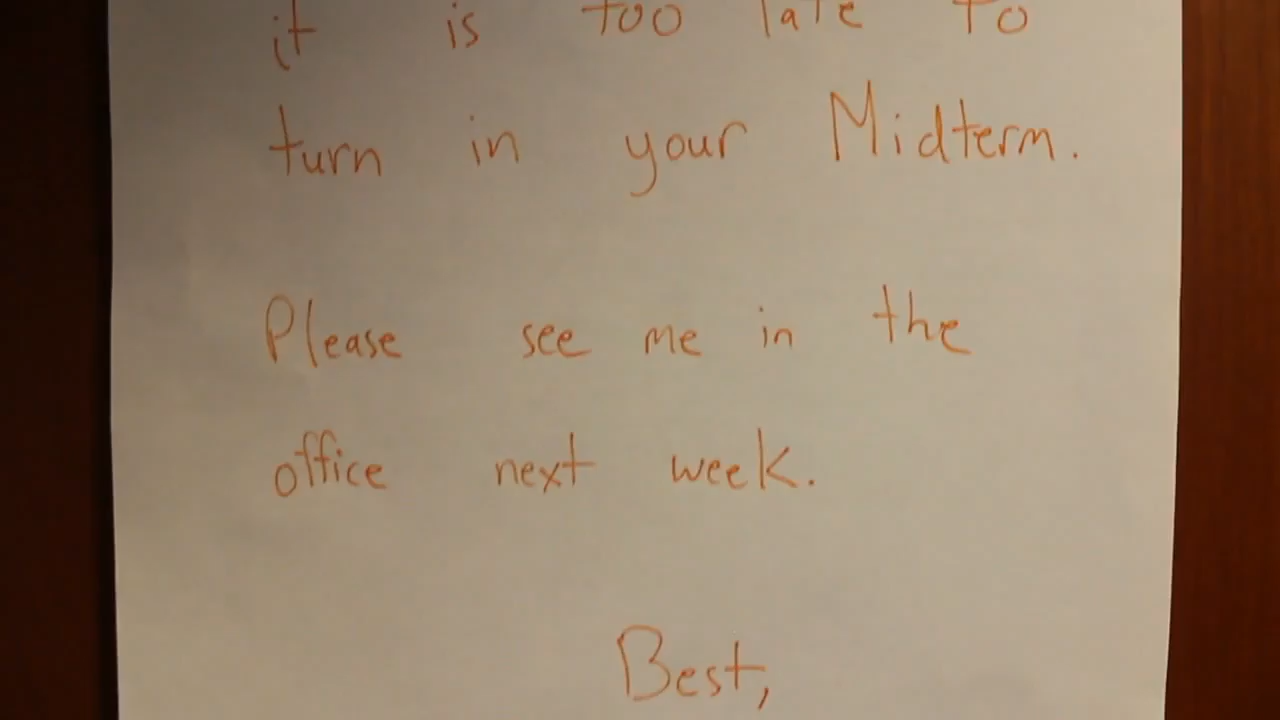 it is too late to
turn in your Midterm.
Please see me in the
office next week.
Best,